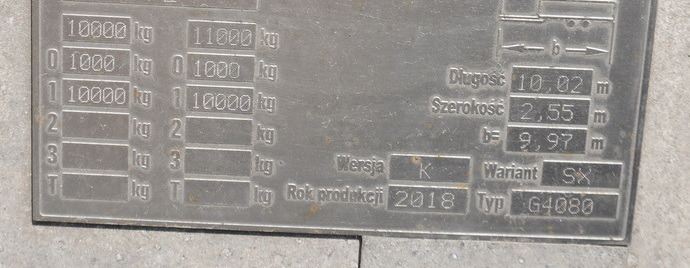 10000 kg 11000 kg
b
0 1000 kg 0 1000 kg
Długość 10,02 m
1 10000 kg 1 10000 kg
Szerokość 2,55 m
2 kg 2 kg
b= 9,97 m
3 kg 3 kg
Wersja K Wariant SX
T kg T kg
Rok produkcji 2018 Typ G4080